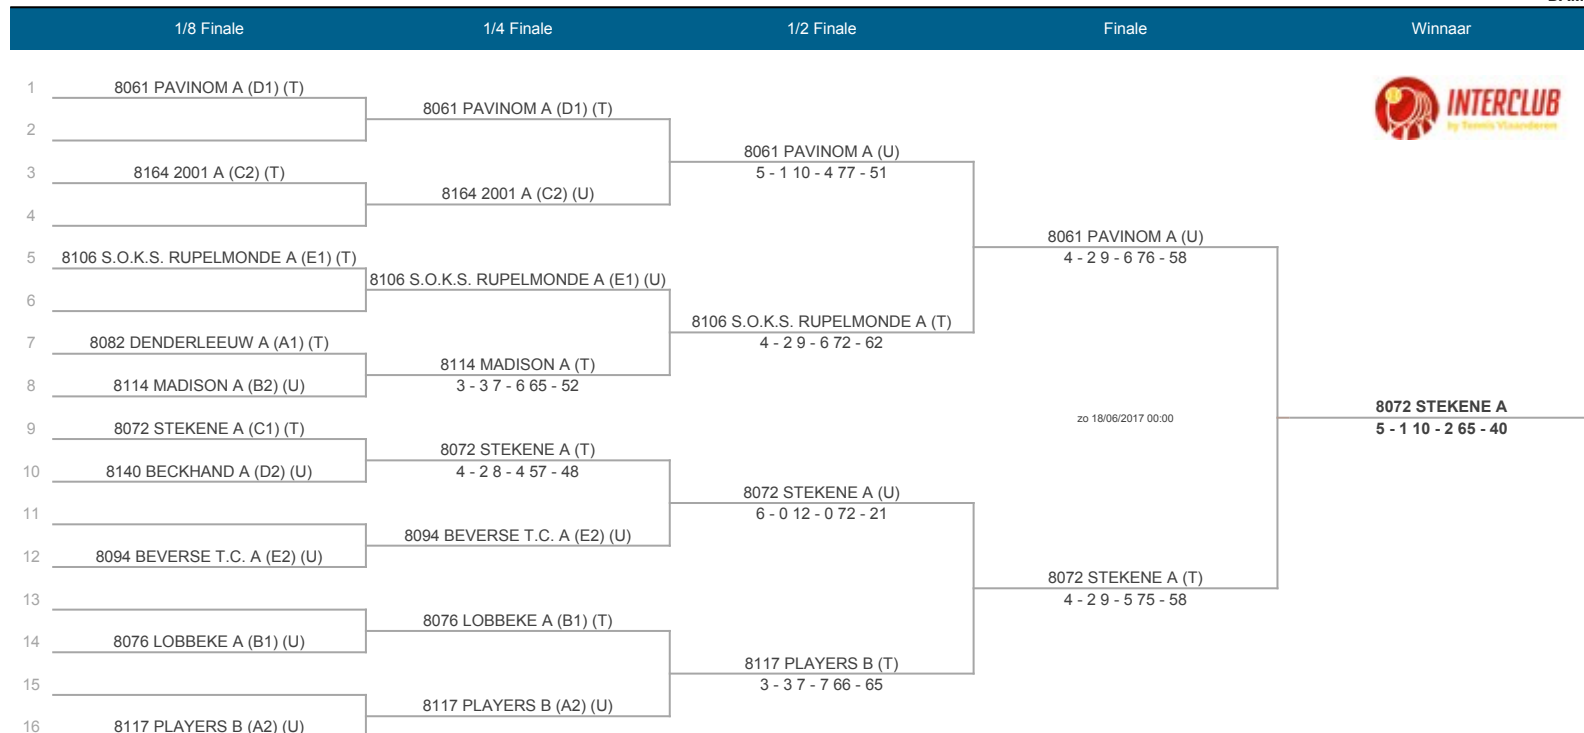 1/8 Finale 1/4 Finale 1/2 Finale Finale Winnaar
INTERCLUB
by Tennis Vlaanderen
1 8061 PAVINOM A (D1) (T)
8061 PAVINOM A (D1) (T)
2
8061 PAVINOM A (U)
5 - 1 10 - 4 77 - 51
3 8164 2001 A (C2) (T)
8164 2001 A (C2) (U)
4
8061 PAVINOM A (U)
4 - 2 9 - 6 76 - 58
5 8106 S.O.K.S. RUPELMONDE A (E1) (T)
8106 S.O.K.S. RUPELMONDE A (E1) (U)
6
8106 S.O.K.S. RUPELMONDE A (T)
4 - 2 9 - 6 72 - 62
7 8082 DENDERLEEUW A (A1) (T)
8114 MADISON A (T)
3 - 3 7 - 6 65 - 52
8 8114 MADISON A (B2) (U)
8072 STEKENE A
5 - 1 10 - 2 65 - 40
zo 18/06/2017 00:00
9 8072 STEKENE A (C1) (T)
8072 STEKENE A (T)
4 - 2 8 - 4 57 - 48
10 8140 BECKHAND A (D2) (U)
8072 STEKENE A (U)
6 - 0 12 - 0 72 - 21
11
8094 BEVERSE T.C. A (E2) (U)
12 8094 BEVERSE T.C. A (E2) (U)
8072 STEKENE A (T)
4 - 2 9 - 5 75 - 58
13
8076 LOBBEKE A (B1) (T)
14 8076 LOBBEKE A (B1) (U)
8117 PLAYERS B (T)
3 - 3 7 - 7 66 - 65
15
8117 PLAYERS B (A2) (U)
16 8117 PLAYERS B (A2) (U)